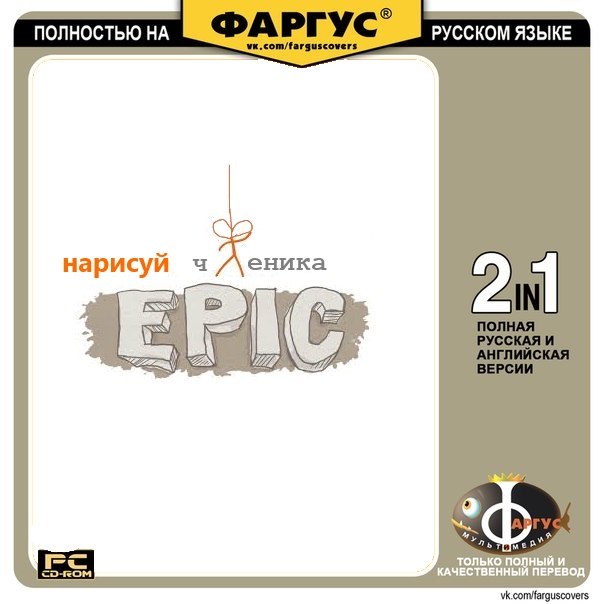 ПОЛНОСТЬЮ НА ФАРГУС® РУССКОМ ЯЗЫКЕ
vk.com/farguscovers
нарисуй ч еника
EPIC
2IN1
ПОЛНАЯ
РУССКАЯ И
АНГЛИЙСКАЯ
ВЕРСИИ
ФАРГУС
МУЛЬТИМЕДИЯ
ТОЛЬКО ПОЛНЫЙ И
КАЧЕСТВЕННЫЙ ПЕРЕВОД
PC
CD-ROM
vk.com/farguscovers